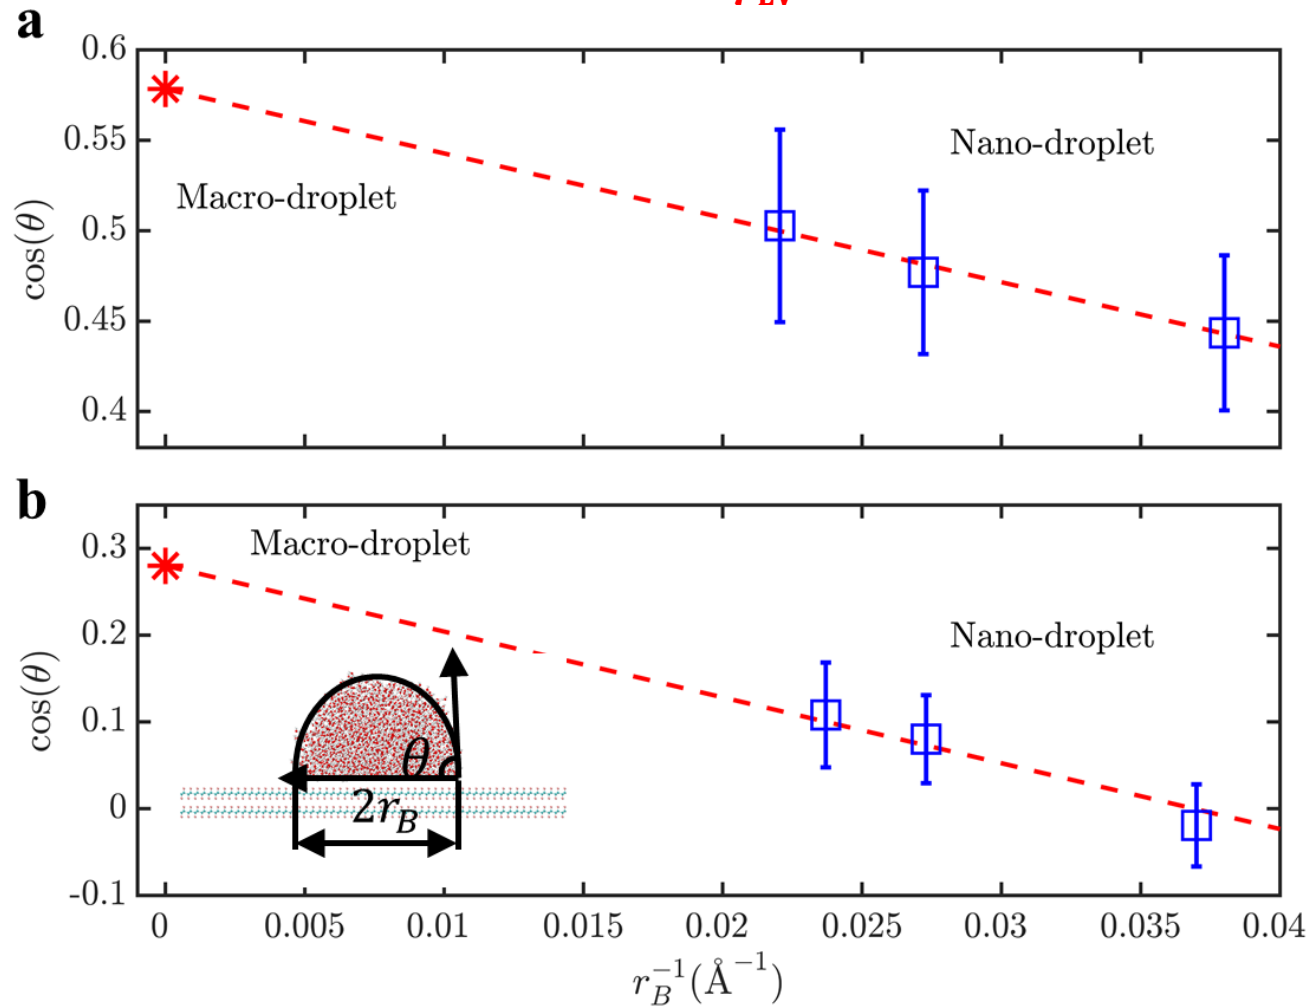 a
0.6
0.55
0.5
0.45
0.4
cos(θ)
Macro-droplet
Nano-droplet
b
0.3
0.2
0.1
0
-0.1
cos(θ)
Macro-droplet
Nano-droplet
θ
2r_B
0 0.005 0.01 0.015 0.02 0.025 0.03 0.035 0.04
r_B^{-1}(Å^{-1})